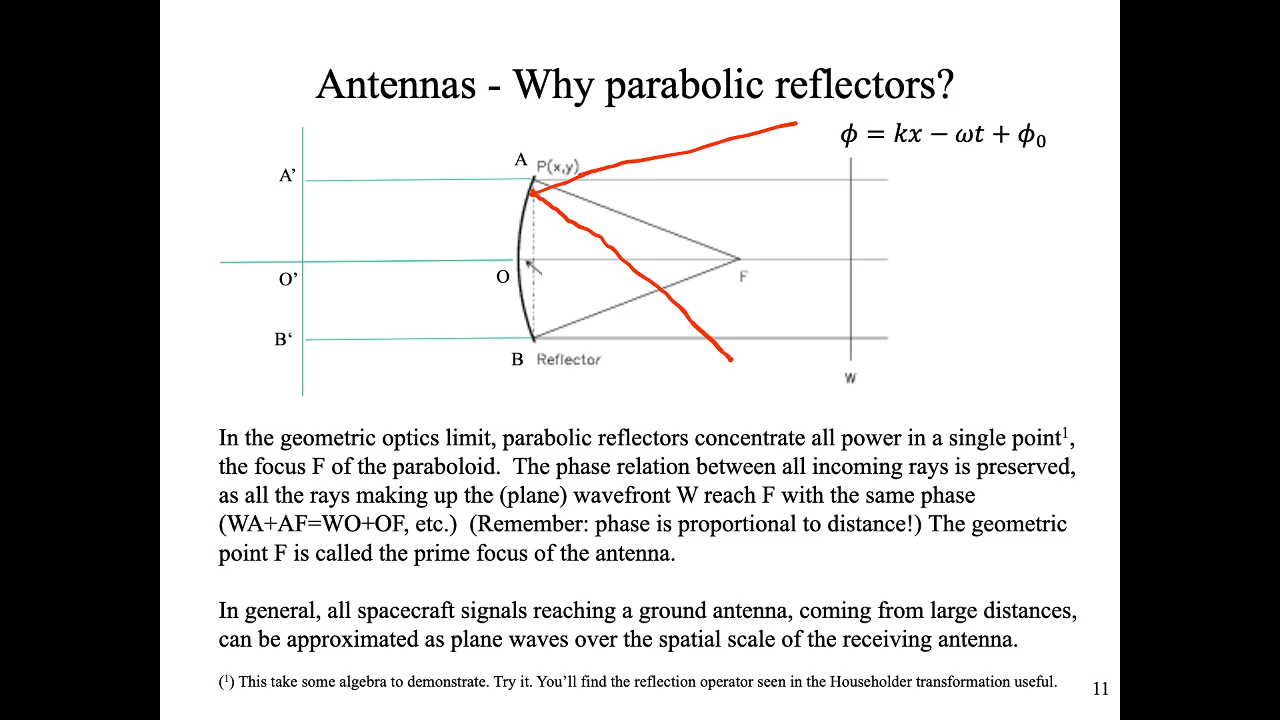 Antennas - Why parabolic reflectors?
ϕ = kx − ωt + ϕ₀
A P(x,y)
A’
O’ O F
B‘
B Reflector
W
In the geometric optics limit, parabolic reflectors concentrate all power in a single point¹,
the focus F of the paraboloid. The phase relation between all incoming rays is preserved,
as all the rays making up the (plane) wavefront W reach F with the same phase
(WA+AF=WO+OF, etc.) (Remember: phase is proportional to distance!) The geometric
point F is called the prime focus of the antenna.
In general, all spacecraft signals reaching a ground antenna, coming from large distances,
can be approximated as plane waves over the spatial scale of the receiving antenna.
(¹) This take some algebra to demonstrate. Try it. You’ll find the reflection operator seen in the Householder transformation useful.
11